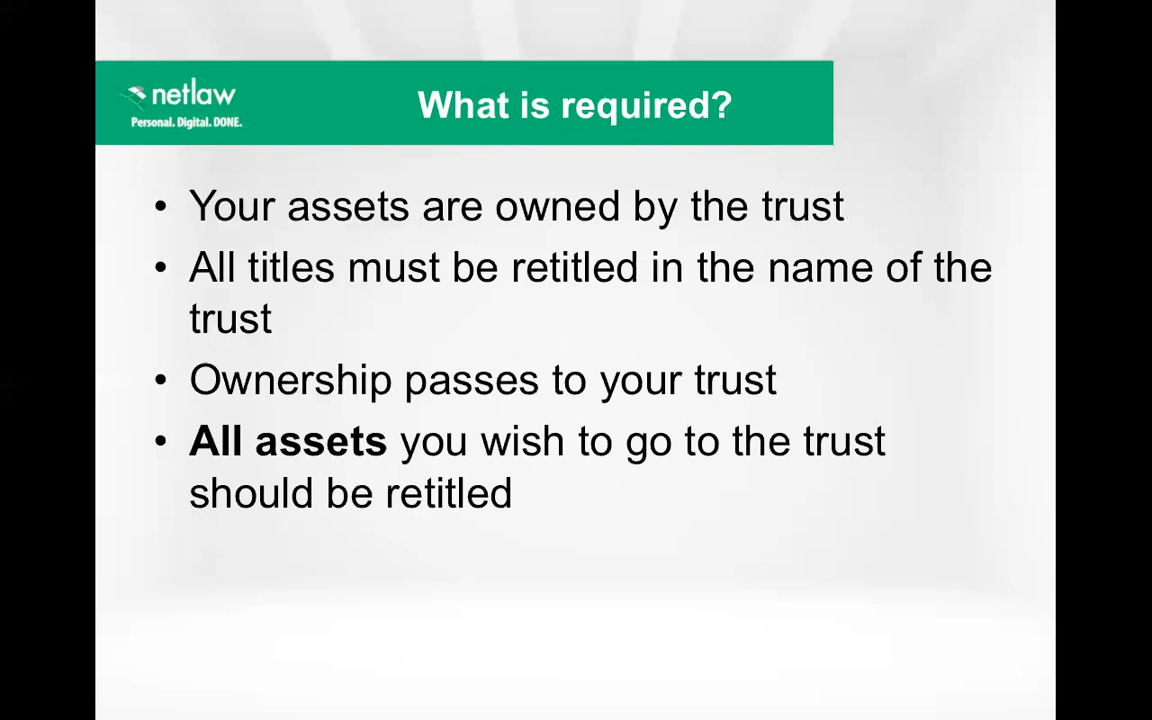 netlaw
Personal. Digital. DONE.
What is required?
• Your assets are owned by the trust
• All titles must be retitled in the name of the
trust
• Ownership passes to your trust
• All assets you wish to go to the trust
should be retitled